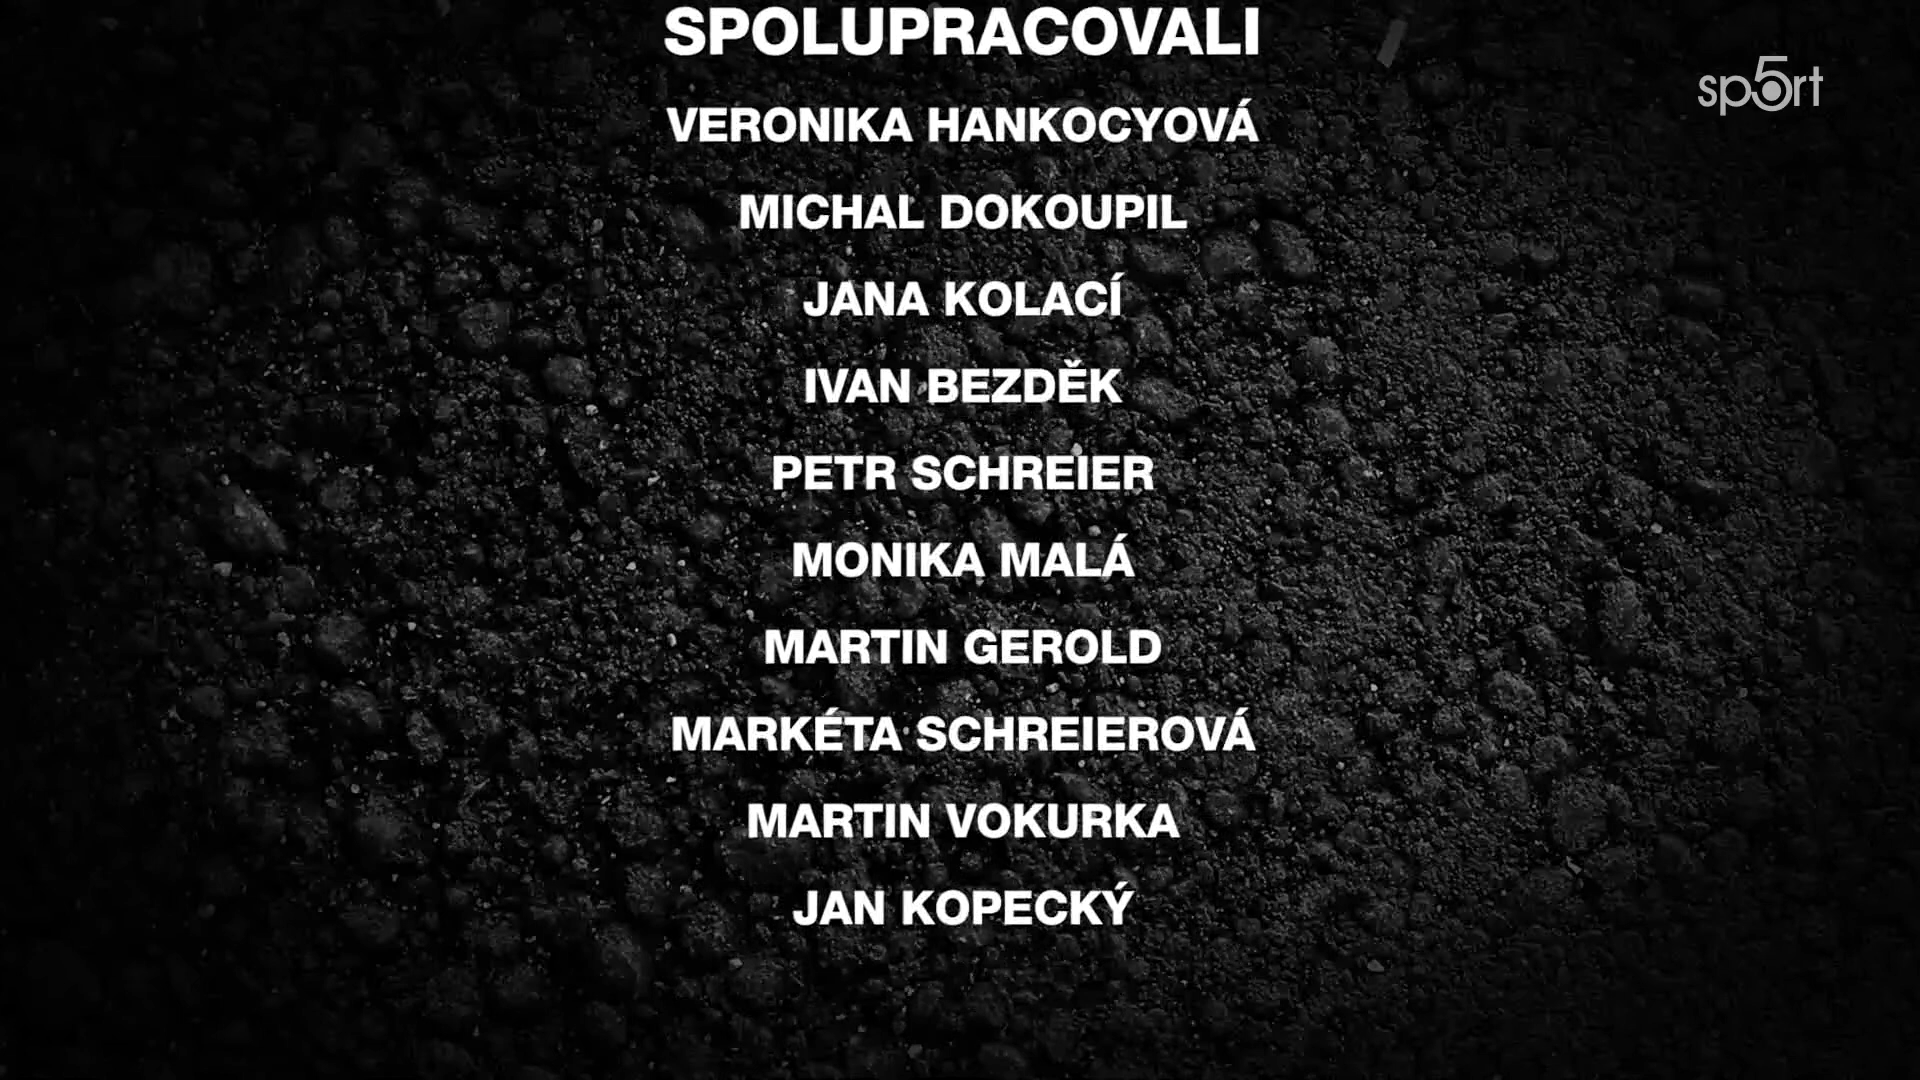 SPOLUPRACOVALI
sp5rt
VERONIKA HANKOCYOVÁ
MICHAL DOKOUPIL
JANA KOLACÍ
IVAN BEZDĚK
PETR SCHREIER
MONIKA MALÁ
MARTIN GEROLD
MARKÉTA SCHREIEROVÁ
MARTIN VOKURKA
JAN KOPECKÝ